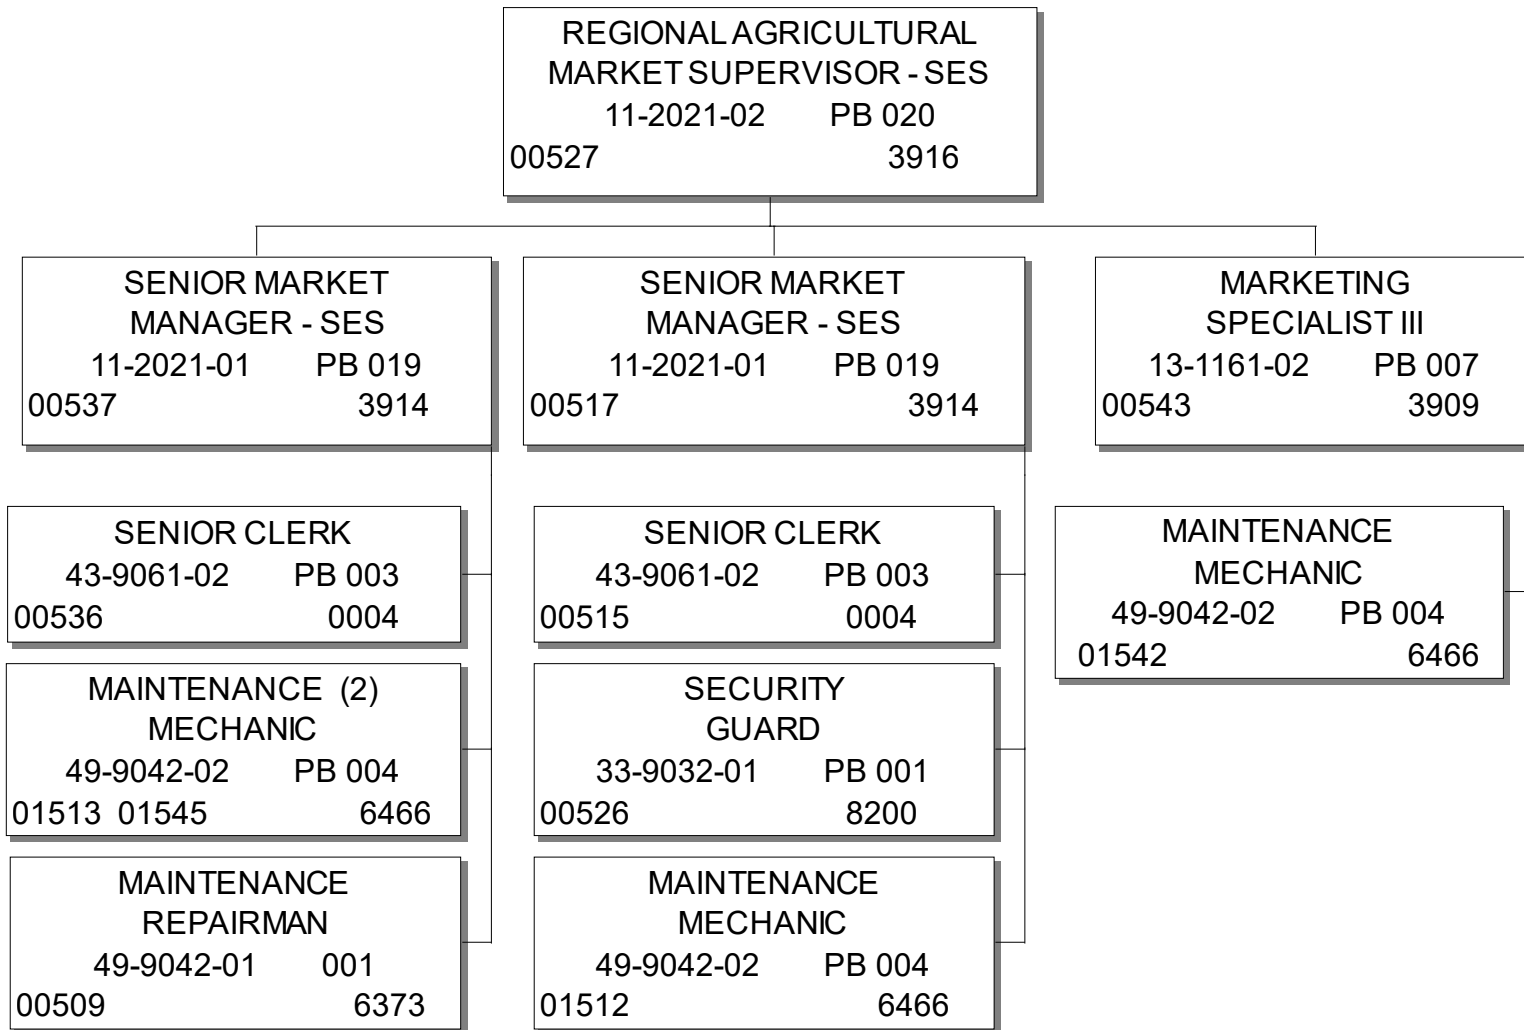 REGIONAL AGRICULTURAL
MARKET SUPERVISOR - SES
11-2021-02 PB 020
00527 3916
SENIOR MARKET
MANAGER - SES
11-2021-01 PB 019
00537 3914
SENIOR MARKET
MANAGER - SES
11-2021-01 PB 019
00517 3914
MARKETING
SPECIALIST III
13-1161-02 PB 007
00543 3909
SENIOR CLERK
43-9061-02 PB 003
00536 0004
MAINTENANCE (2)
MECHANIC
49-9042-02 PB 004
01513 01545 6466
MAINTENANCE
REPAIRMAN
49-9042-01 001
00509 6373
SENIOR CLERK
43-9061-02 PB 003
00515 0004
SECURITY
GUARD
33-9032-01 PB 001
00526 8200
MAINTENANCE
MECHANIC
49-9042-02 PB 004
01512 6466
MAINTENANCE
MECHANIC
49-9042-02 PB 004
01542 6466